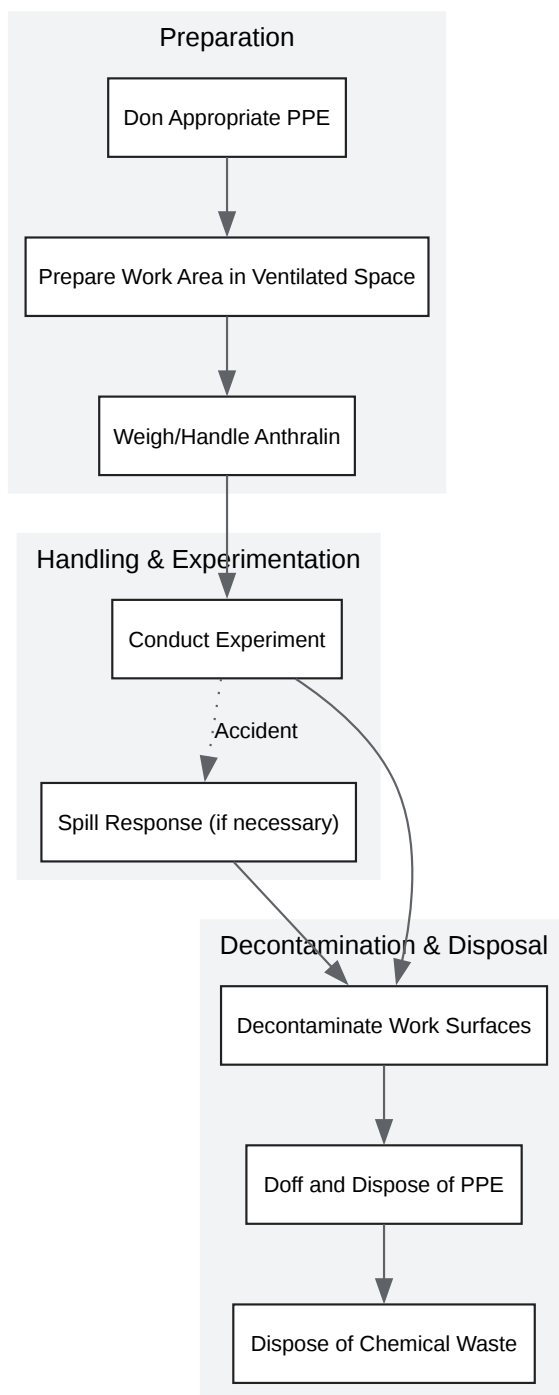 Preparation
Don Appropriate PPE
Prepare Work Area in Ventilated Space
Weigh/Handle Anthralin
Handling & Experimentation
Conduct Experiment
Accident
Spill Response (if necessary)
Decontamination & Disposal
Decontaminate Work Surfaces
Doff and Dispose of PPE
Dispose of Chemical Waste